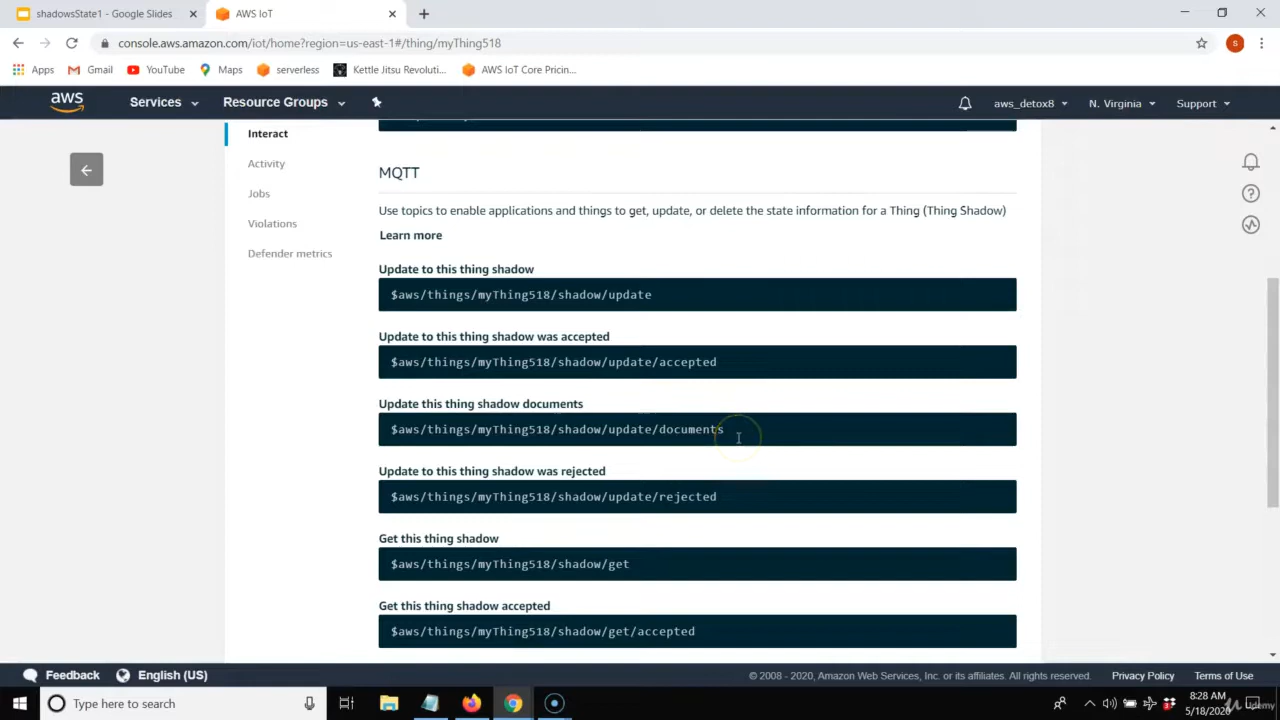 shadowsState1 - Google Slides
AWS IoT
console.aws.amazon.com/iot/home?region=us-east-1#/thing/myThing518
S
Apps
Gmail
YouTube
Maps
serverless
Kettle Jitsu Revoluti...
AWS IoT Core Pricin...
aws
Services
Resource Groups
aws_detox8
N. Virginia
Support
Interact
Activity
Jobs
Violations
Defender metrics
MQTT
Use topics to enable applications and things to get, update, or delete the state information for a Thing (Thing Shadow)
Learn more
Update to this thing shadow
$aws/things/myThing518/shadow/update
Update to this thing shadow was accepted
$aws/things/myThing518/shadow/update/accepted
Update this thing shadow documents
$aws/things/myThing518/shadow/update/documents
Update to this thing shadow was rejected
$aws/things/myThing518/shadow/update/rejected
Get this thing shadow
$aws/things/myThing518/shadow/get
Get this thing shadow accepted
$aws/things/myThing518/shadow/get/accepted
Feedback
English (US)
© 2008 - 2020, Amazon Web Services, Inc. or its affiliates. All rights reserved.
Privacy Policy
Terms of Use
Type here to search
8:28 AM
5/18/2020
Udemy